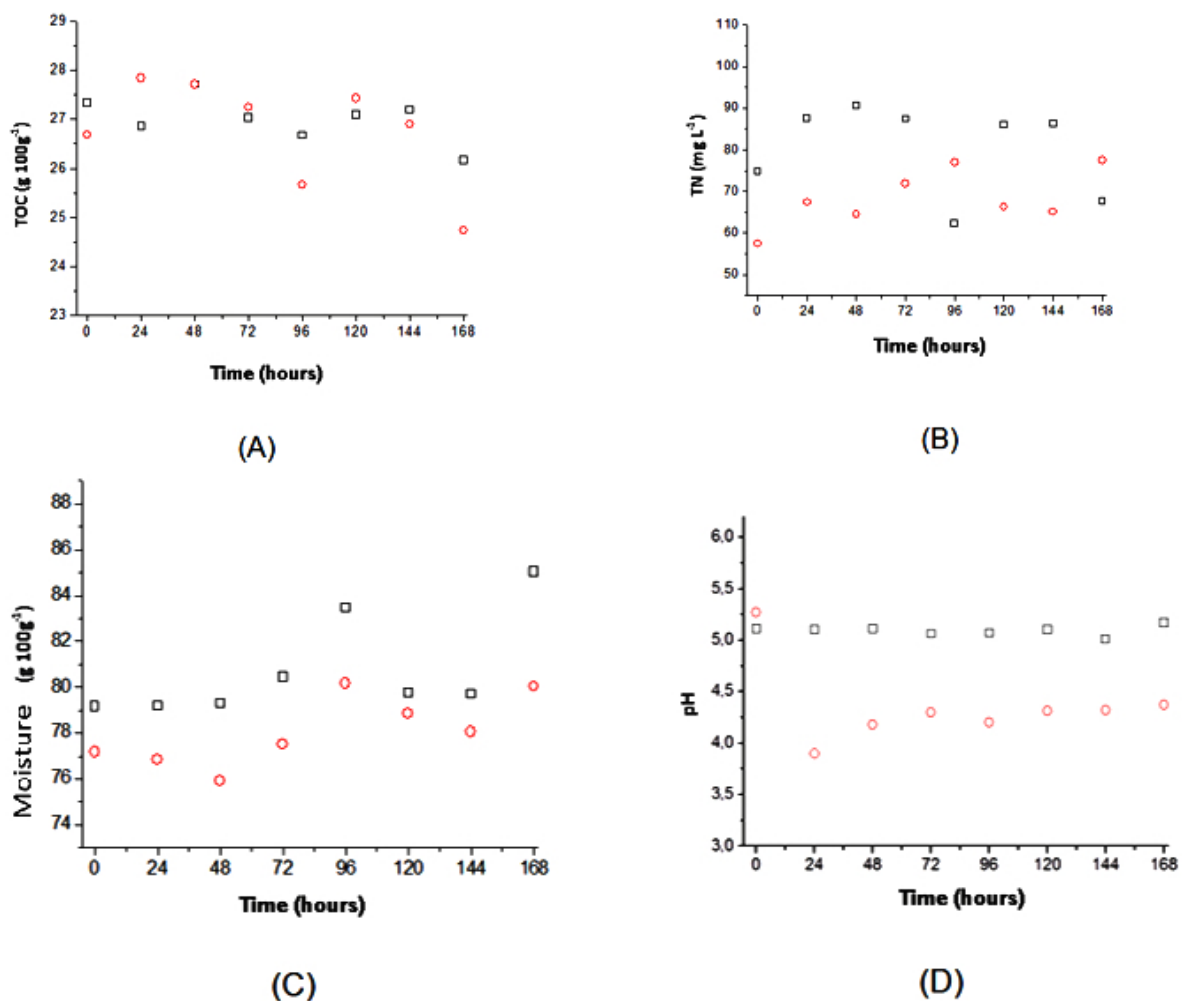 29
28
27
26
25
24
23
TOC (g 100g⁻¹)
0 24 48 72 96 120 144 168
Time (hours)
(A)
110
100
90
80
70
60
50
TN (mg L⁻¹)
0 24 48 72 96 120 144 168
Time (hours)
(B)
88
86
84
82
80
78
76
74
Moisture (g 100g⁻¹)
0 24 48 72 96 120 144 168
Time (hours)
(C)
6,0
5,5
5,0
4,5
4,0
3,5
3,0
pH
0 24 48 72 96 120 144 168
Time (hours)
(D)